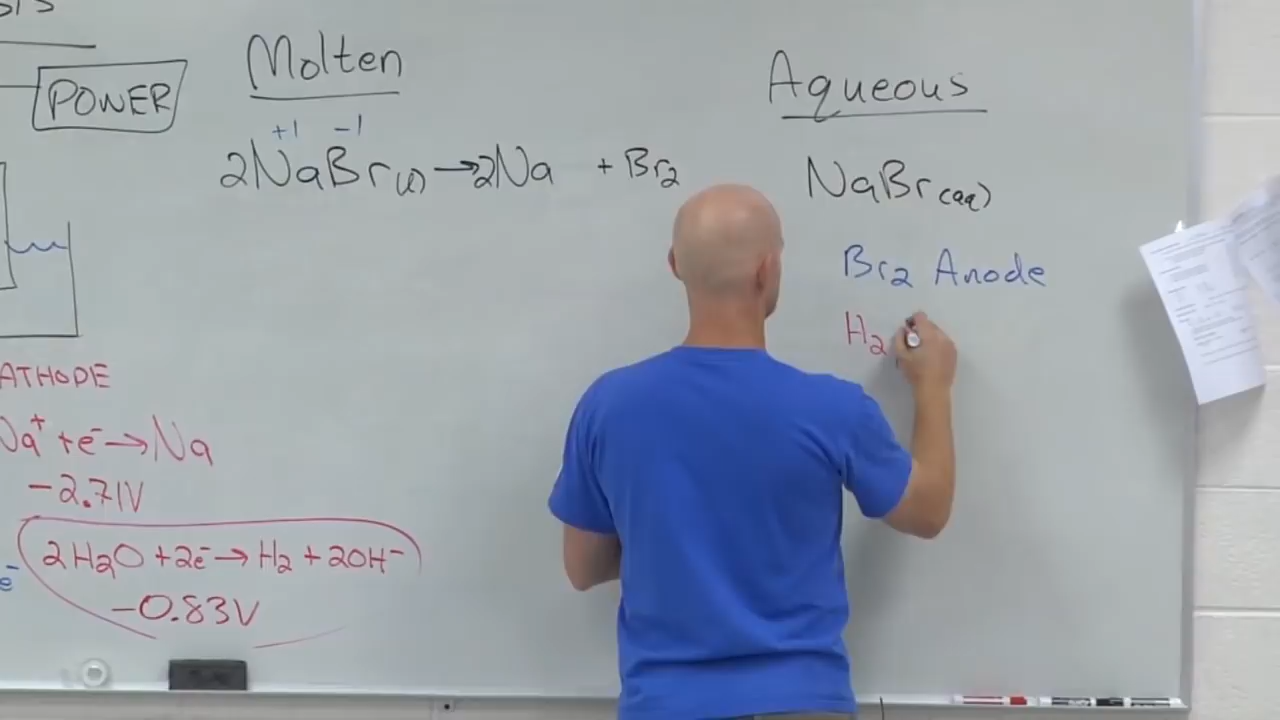 POWER
Molten
+1 -1
2NaBr(l) → 2Na + Br2
ATHODE
Na⁺ + e⁻ → Na
-2.71V
2H2O + 2e⁻ → H2 + 2OH⁻
-0.83V
e⁻
Aqueous
NaBr(aq)
Br2 Anode
H2